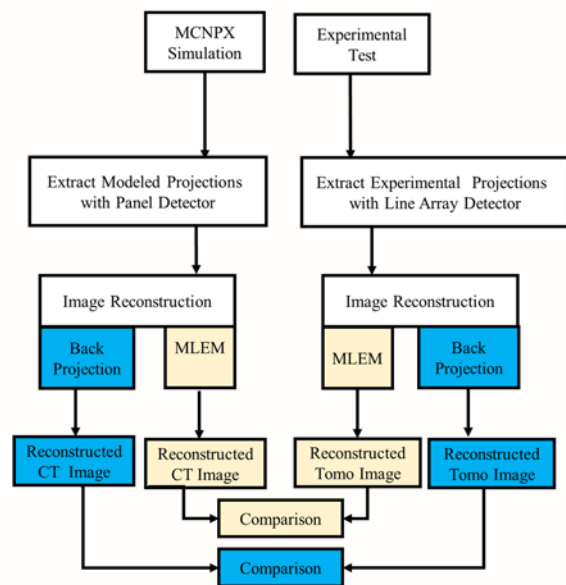 MCNPX
Simulation
Experimental
Test
Extract Modeled Projections
with Panel Detector
Extract Experimental Projections
with Line Array Detector
Image Reconstruction
Image Reconstruction
Back
Projection
MLEM
MLEM
Back
Projection
Reconstructed
CT Image
Reconstructed
CT Image
Reconstructed
Tomo Image
Reconstructed
Tomo Image
Comparison
Comparison